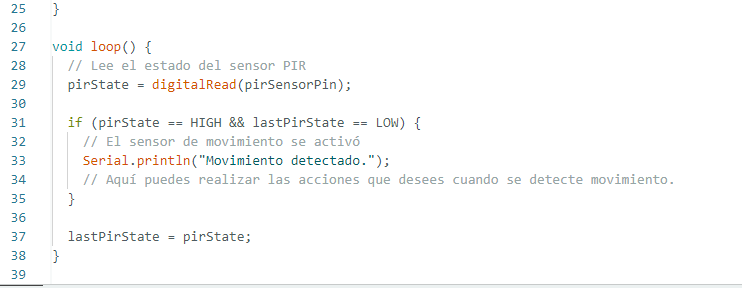 25 }
26
27 void loop() {
28 // Lee el estado del sensor PIR
29 pirState = digitalRead(pirSensorPin);
30
31 if (pirState == HIGH && lastPirState == LOW) {
32 // El sensor de movimiento se activó
33 Serial.println("Movimiento detectado.");
34 // Aquí puedes realizar las acciones que desees cuando se detecte movimiento.
35 }
36
37 lastPirState = pirState;
38 }
39